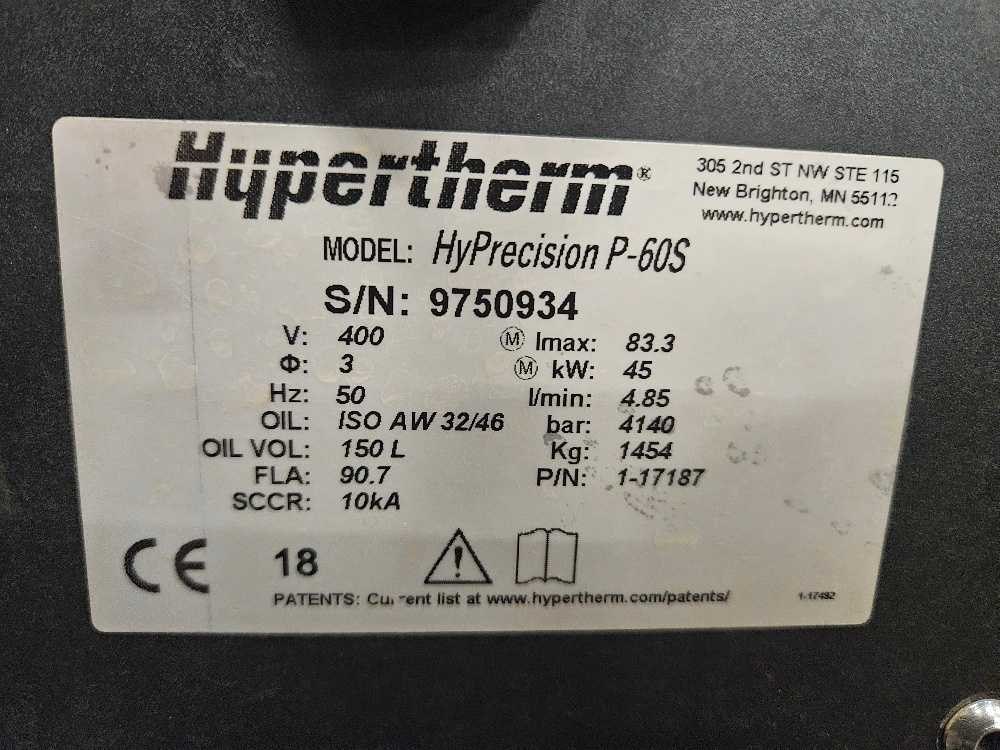 Hypertherm®
305 2nd ST NW STE 115
New Brighton, MN 55112
www.hypertherm.com
MODEL: HyPrecision P-60S
S/N: 9750934
V: 400
Φ: 3
Hz: 50
OIL: ISO AW 32/46
OIL VOL: 150 L
FLA: 90.7
SCCR: 10kA
Ⓜ Imax: 83.3
Ⓜ kW: 45
l/min: 4.85
bar: 4140
Kg: 1454
P/N: 1-17187
CE 18
PATENTS: Current list at www.hypertherm.com/patents/
1-17492